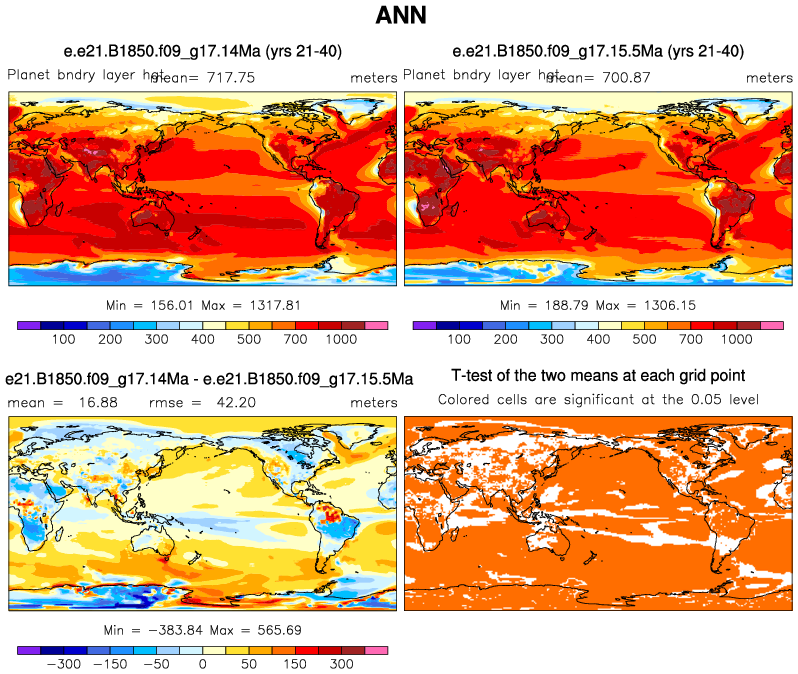 ANN
e.e21.B1850.f09_g17.14Ma (yrs 21-40)
Planet bndry layer hgt mean= 717.75 meters
e.e21.B1850.f09_g17.15.5Ma (yrs 21-40)
Planet bndry layer hgt mean= 700.87 meters
Min = 156.01 Max = 1317.81
100 200 300 400 500 700 1000
Min = 188.79 Max = 1306.15
100 200 300 400 500 700 1000
e21.B1850.f09_g17.14Ma - e.e21.B1850.f09_g17.15.5Ma
mean = 16.88 rmse = 42.20 meters
T-test of the two means at each grid point
Colored cells are significant at the 0.05 level
Min = −383.84 Max = 565.69
−300 −150 −50 0 50 150 300